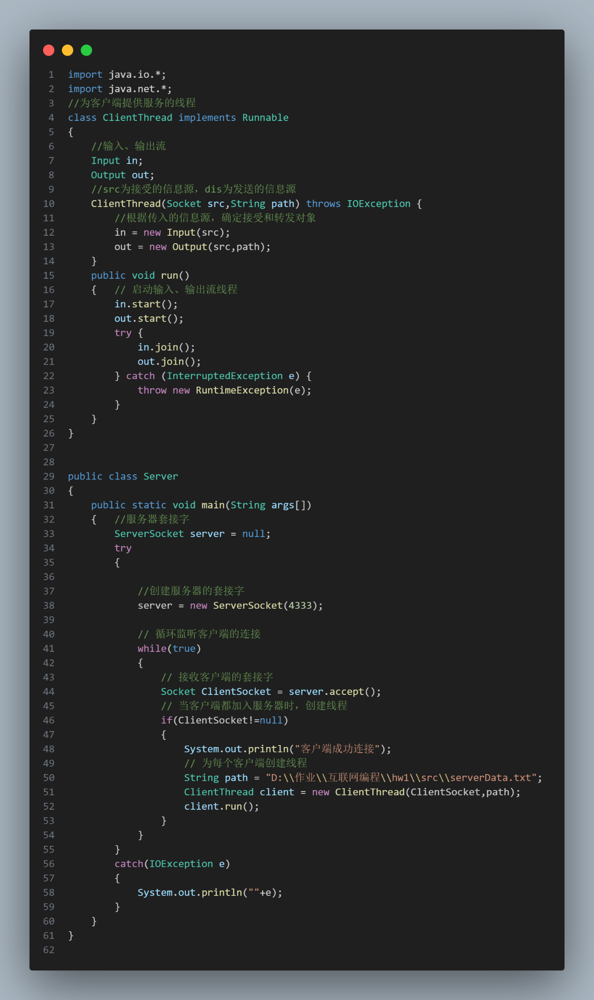 1 import java.io.*;
2 import java.net.*;
3 //为客户端提供服务的线程
4 class ClientThread implements Runnable
5 {
6 //输入、输出流
7 Input in;
8 Output out;
9 //src为接受的信息源，dis为发送的信息源
10 ClientThread(Socket src,String path) throws IOException {
11 //根据传入的信息源，确定接受和转发对象
12 in = new Input(src);
13 out = new Output(src,path);
14 }
15 public void run()
16 { // 启动输入、输出流线程
17 in.start();
18 out.start();
19 try {
20 in.join();
21 out.join();
22 } catch (InterruptedException e) {
23 throw new RuntimeException(e);
24 }
25 }
26 }
27
28
29 public class Server
30 {
31 public static void main(String args[])
32 { //服务器套接字
33 ServerSocket server = null;
34 try
35 {
36
37 //创建服务器的套接字
38 server = new ServerSocket(4333);
39
40 // 循环监听客户端的连接
41 while(true)
42 {
43 // 接收客户端的套接字
44 Socket ClientSocket = server.accept();
45 // 当客户端都加入服务器时，创建线程
46 if(ClientSocket!=null)
47 {
48 System.out.println("客户端成功连接");
49 // 为每个客户端创建线程
50 String path = "D:\\作业\\互联网编程\\hw1\\src\\serverData.txt";
51 ClientThread client = new ClientThread(ClientSocket,path);
52 client.run();
53 }
54 }
55 }
56 catch(IOException e)
57 {
58 System.out.println(""+e);
59 }
60 }
61 }
62